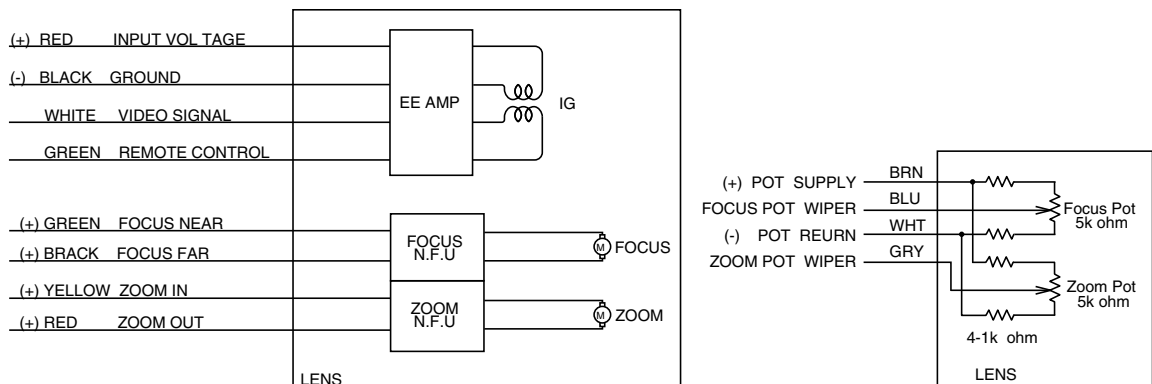 (+) RED INPUT VOL TAGE
(-) BLACK GROUND
WHITE VIDEO SIGNAL
GREEN REMOTE CONTROL
EE AMP
IG
(+) GREEN FOCUS NEAR
(+) BRACK FOCUS FAR
(+) YELLOW ZOOM IN
(+) RED ZOOM OUT
FOCUS
N.F.U
ZOOM
N.F.U
M FOCUS
M ZOOM
LENS
(+) POT SUPPLY BRN
FOCUS POT WIPER BLU
(-) POT REURN WHT
ZOOM POT WIPER GRY
Focus Pot
5k ohm
Zoom Pot
5k ohm
4-1k ohm
LENS